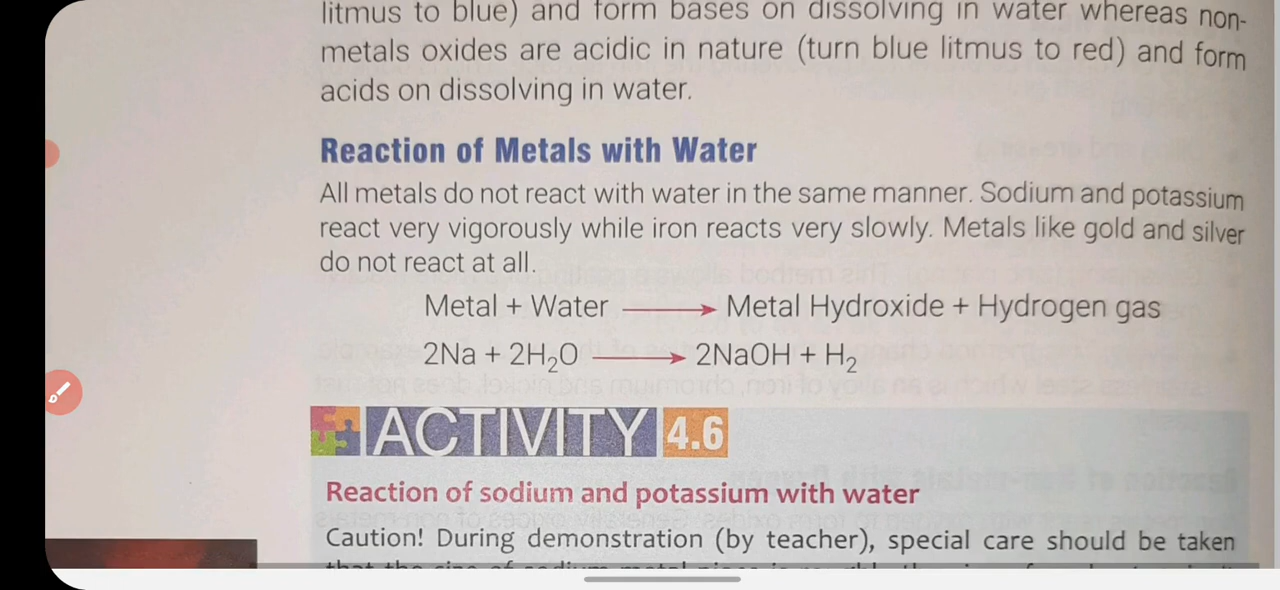 litmus to blue) and form bases on dissolving in water whereas non-
metals oxides are acidic in nature (turn blue litmus to red) and form
acids on dissolving in water.
Reaction of Metals with Water
All metals do not react with water in the same manner. Sodium and potassium
react very vigorously while iron reacts very slowly. Metals like gold and silver
do not react at all.
Metal + Water ⟶ Metal Hydroxide + Hydrogen gas
2Na + 2H₂O ⟶ 2NaOH + H₂
ACTIVITY 4.6
Reaction of sodium and potassium with water
Caution! During demonstration (by teacher), special care should be taken